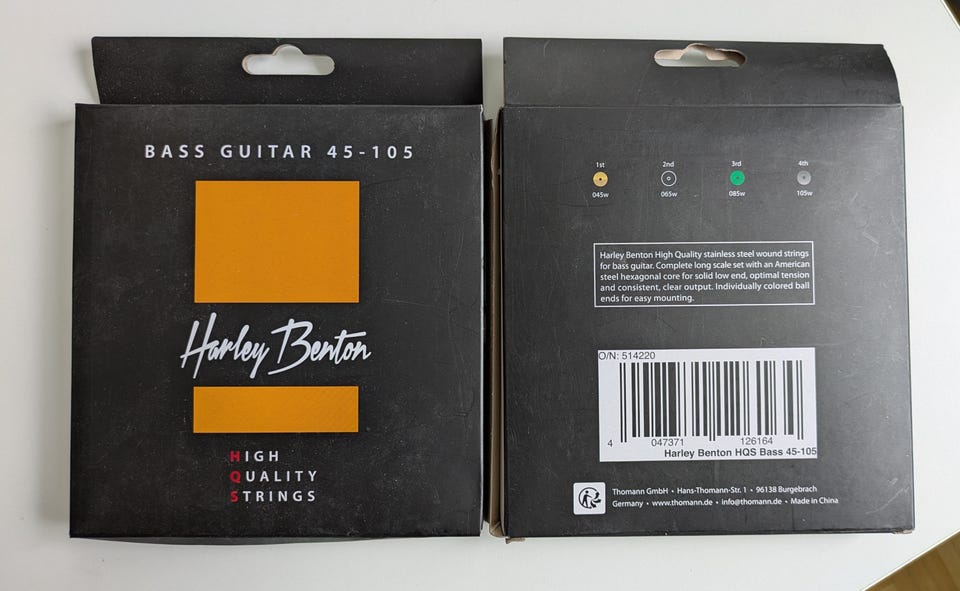 BASS GUITAR 45-105
Harley Benton
HIGH
QUALITY
STRINGS
1st 2nd 3rd 4th
045w 065w 085w 105w
Harley Benton High Quality stainless steel wound strings
for bass guitar. Complete long scale set with an American
steel hexagonal core for solid low end, optimal tension
and consistent, clear output. Individually colored ball
ends for easy mounting.
O/N: 514220
4 047371 126164
Harley Benton HQS Bass 45-105
Thomann GmbH • Hans-Thomann-Str. 1 • 96138 Burgebrach
Germany • www.thomann.de • info@thomann.de • Made in China